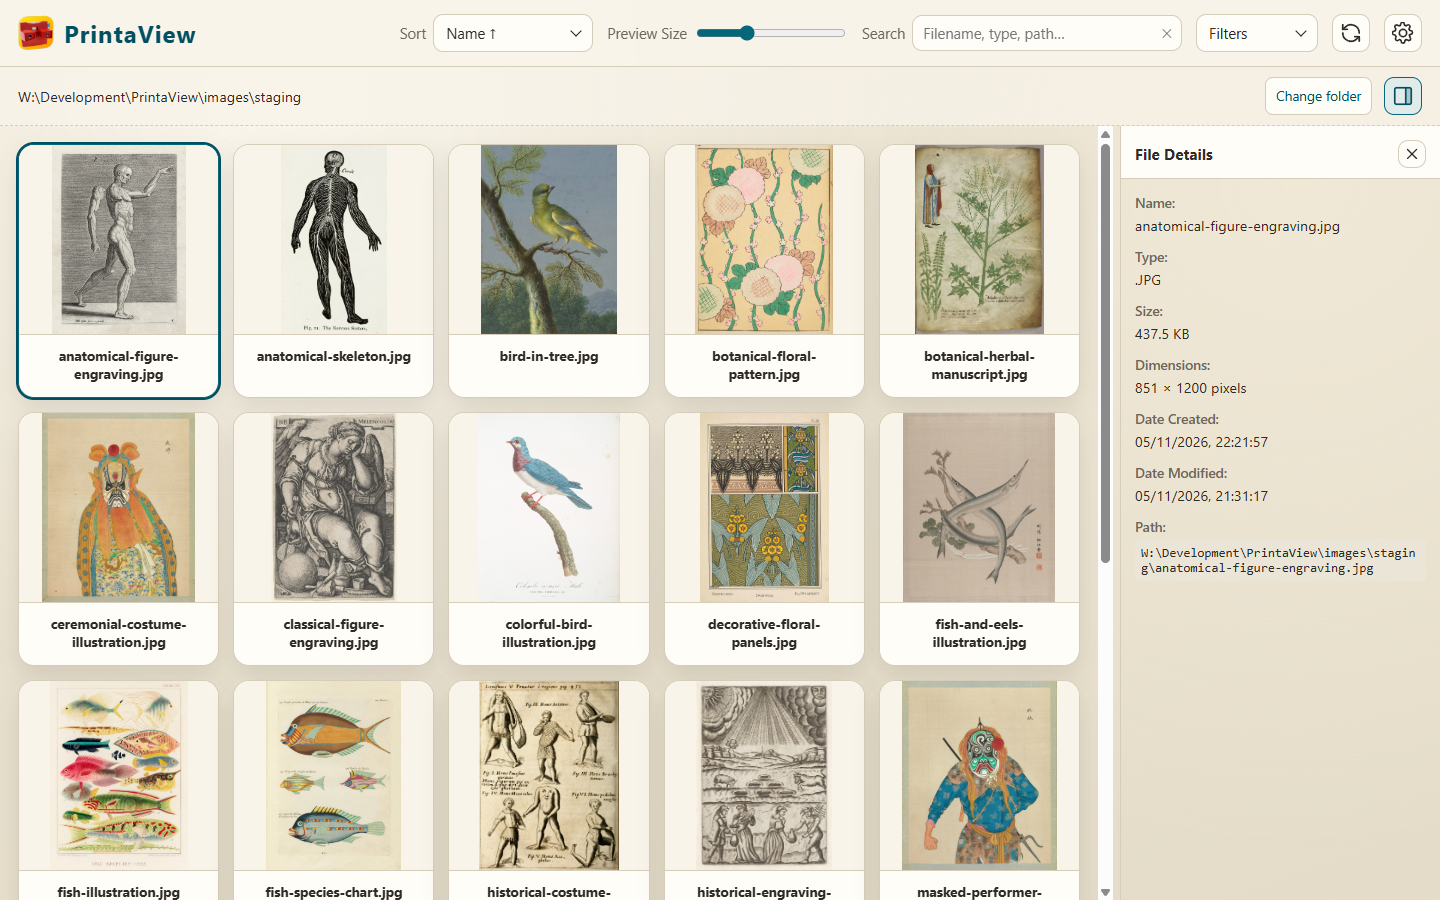 PrintaView
Sort
Name ↑
Preview Size
Search
Filename, type, path...
Filters
W:\Development\PrintaView\images\staging
Change folder
File Details
Name:
anatomical-figure-engraving.jpg
Type:
.JPG
Size:
437.5 KB
Dimensions:
851 × 1200 pixels
Date Created:
05/11/2026, 22:21:57
Date Modified:
05/11/2026, 21:31:17
Path:
W:\Development\PrintaView\images\stagin
g\anatomical-figure-engraving.jpg
anatomical-figure-
engraving.jpg
Fig. 21. The Nervous System.
anatomical-skeleton.jpg
bird-in-tree.jpg
botanical-floral-
pattern.jpg
botanical-herbal-
manuscript.jpg
ceremonial-costume-
illustration.jpg
classical-figure-
engraving.jpg
colorful-bird-
illustration.jpg
decorative-floral-
panels.jpg
fish-and-eels-
illustration.jpg
fish-illustration.jpg
fish-species-chart.jpg
historical-costume-
historical-engraving-
masked-performer-